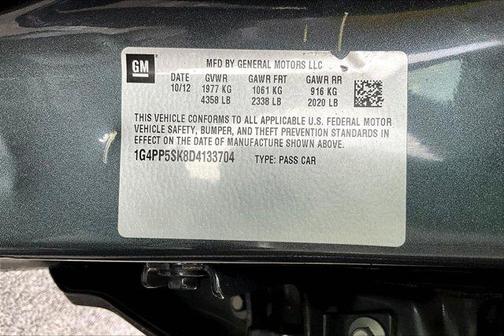 GM
MFD BY GENERAL MOTORS LLC
DATE GVWR GAWR FRT GAWR RR
10/12 1977 KG 1061 KG 916 KG
4358 LB 2338 LB 2020 LB
THIS VEHICLE CONFORMS TO ALL APPLICABLE U.S. FEDERAL MOTOR
VEHICLE SAFETY, BUMPER, AND THEFT PREVENTION STANDARDS IN
EFFECT ON THE DATE OF MANUFACTURE SHOWN ABOVE.
1G4PP5SK8D4133704 TYPE: PASS CAR